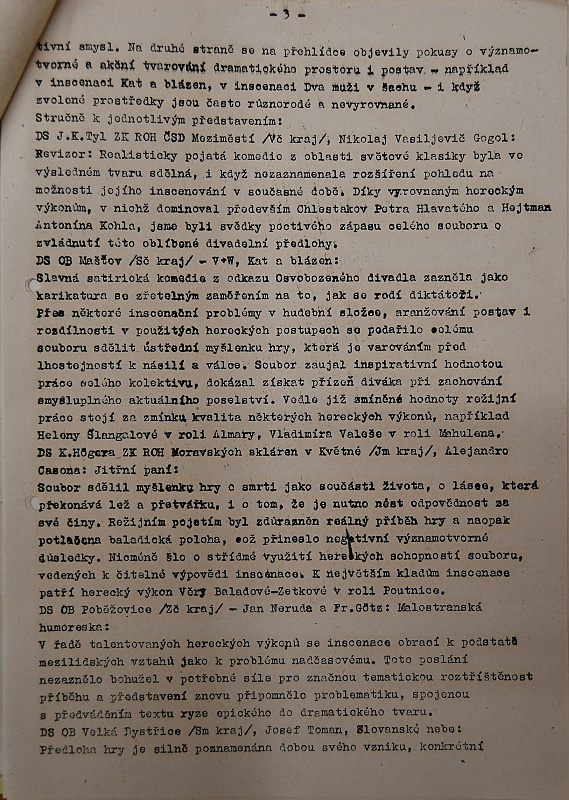 - 3 -
tivní smysl. Na druhé straně se na přehlídce objevily pokusy o významo-
tvorné a akční tvarování dramatického prostoru i postav - například
v inscenaci Kat a blázen, v inscenaci Dva muži v šachu - i když
zvolené prostředky jsou často různorodé a nevyrovnané.
Stručně k jednotlivým představením:
DS J.K.Tyl ZK ROH ČSD Meziměstí /Vč kraj/, Nikolaj Vasiljevič Gogol:
Revizor: Realisticky pojatá komedie z oblasti světové klasiky byla ve
výsledném tvaru sdělná, i když nezaznamenala rozšíření pohledu na
možnosti jejího inscenování v současné době. Díky vyrovnaným hereckým
výkonům, v nichž dominoval především Chlestakov Petra Hlavatého a Hejtman
Antonína Kohla, jsme byli svědky poctivého zápasu celého souboru o
zvládnutí této oblíbené divadelní předlohy.
DS OB Mašťov /Sč kraj/ - V+W, Kat a blázen:
Slavná satirická komedie z odkazu Osvobozeného divadla zazněla jako
karikatura se zřetelným zaměřením na to, jak se rodí diktátoři.
Přes některé inscenační problémy v hudební složce, aranžování postav i
rozdílnosti v použitých hereckých postupech se podařilo celému
souboru sdělit ústřední myšlenku hry, která je varováním před
lhostejností k násilí a válce. Soubor zaujal inspirativní hodnotou
práce celého kolektivu, dokázal získat přízeň diváka při zachování
smysluplného aktuálního poselství. Vedle již zmíněné hodnoty režijní
práce stojí za zmínku kvalita některých hereckých výkonů, například
Heleny Šlangalové v roli Almary, Vladimíra Valeše v roli Mahulena.
DS K.Högera ZK ROH Moravských skláren v Květné /Jm kraj/, Alejandro
Casona: Jitřní paní:
Soubor sdělil myšlenku hry o smrti jako součásti života, o lásce, která
překonává lež a přetvářku, i o tom, že je nutno nést odpovědnost za
své činy. Režijním pojetím byl zdůrazněn reálný příběh hry a naopak
potlačena baladická poloha, což přineslo negativní významotvorné
důsledky. Nicméně šlo o střídmé využití hereckých schopností souboru,
vedených k čitelné výpovědi inscenace. K největším kladům inscenace
patří herecký výkon Věry Baladové-Zetkové v roli Poutnice.
DS OB Poběžovice /Zč kraj/ - Jan Neruda a Fr.Götz: Malostranská
humoreska:
V řadě talentovaných hereckých výkonů se inscenace obrací k podstatě
mezilidských vztahů jako k problému nadčasovému. Toto poslání
nezaznělo bohužel v potřebné síle pro značnou tematickou roztříštěnost
příběhu a představení znovu připomnělo problematiku, spojenou
s předváděním textu ryze epického do dramatického tvaru.
DS OB Velká Bystřice /Sm kraj/, Josef Toman, Slovanské nebe:
Předloha hry je silně poznamenána dobou svého vzniku, konkrétní